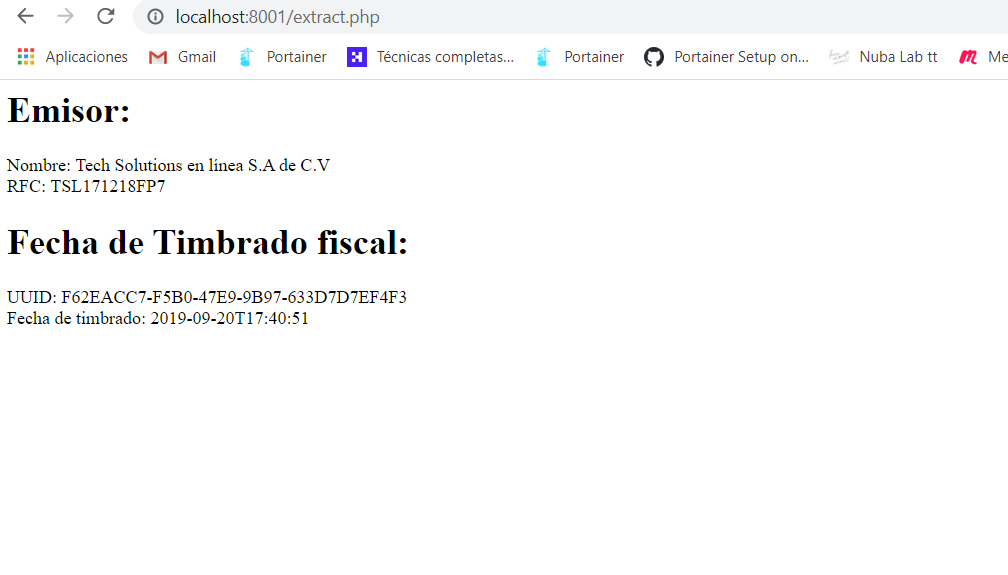 localhost:8001/extract.php
Aplicaciones Gmail Portainer Técnicas completas... Portainer Portainer Setup on... Nuba Lab tt Me
Emisor:
Nombre: Tech Solutions en línea S.A de C.V
RFC: TSL171218FP7
Fecha de Timbrado fiscal:
UUID: F62EACC7-F5B0-47E9-9B97-633D7D7EF4F3
Fecha de timbrado: 2019-09-20T17:40:51